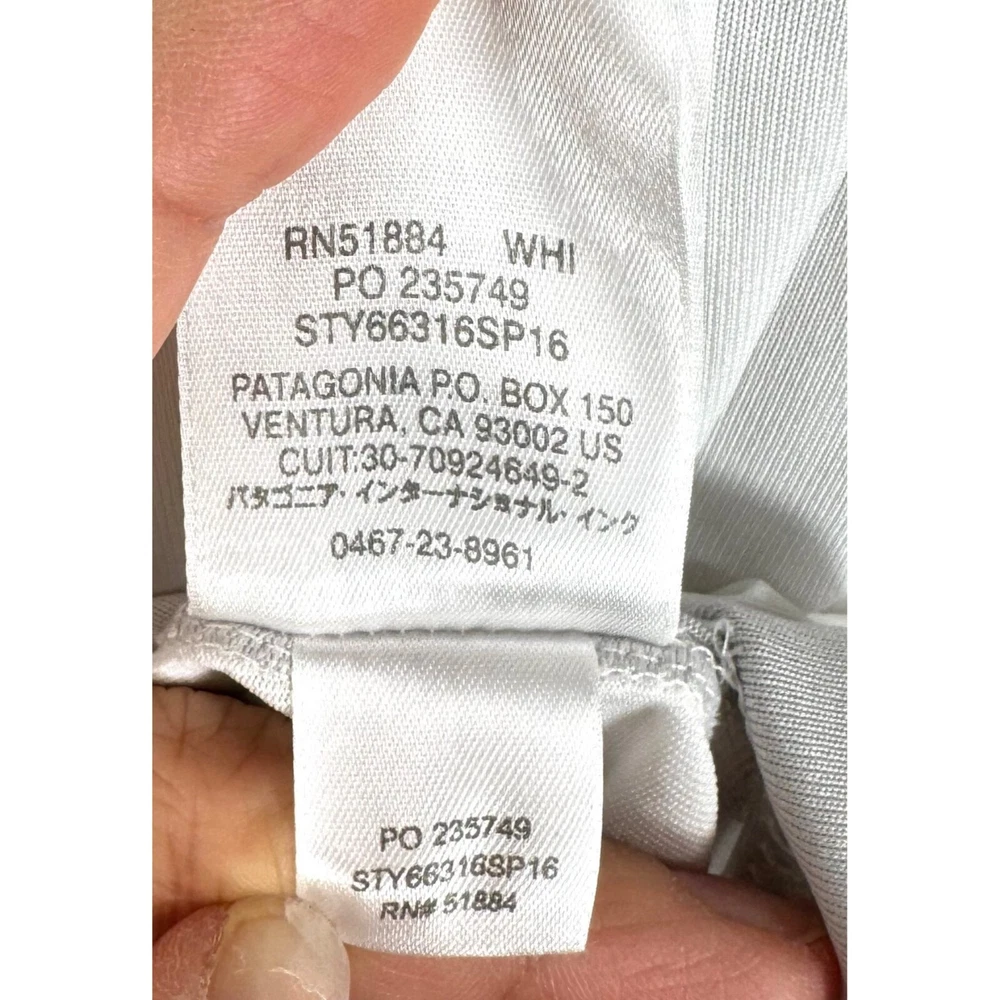 RN51884 WHI
PO 235749
STY66316SP16
PATAGONIA P.O. BOX 150
VENTURA, CA 93002 US
CUIT:30-70924649-2
パタゴニア・インターナショナル・インク
0467-23-8961
PO 235749
STY66316SP16
RN# 51884